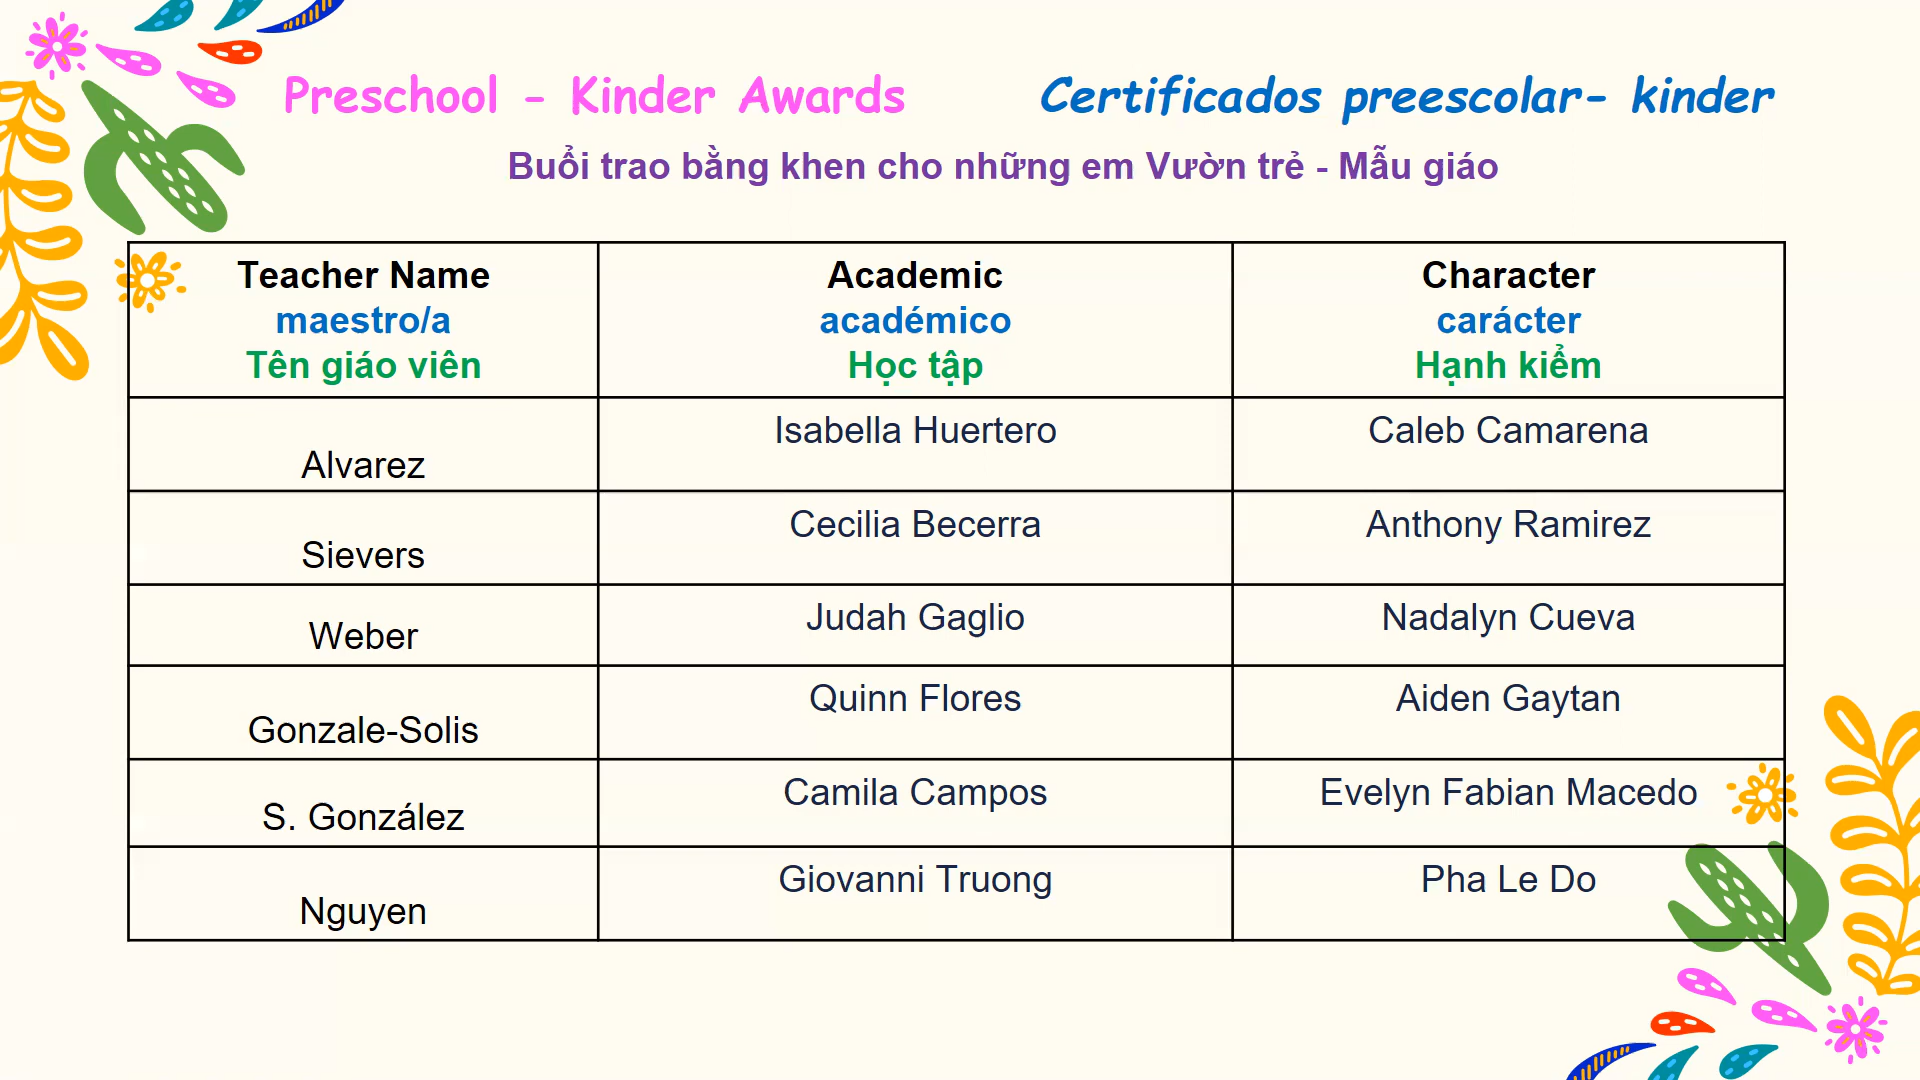 Preschool - Kinder Awards
Certificados preescolar- kinder
Buổi trao bằng khen cho những em Vườn trẻ - Mẫu giáo
Teacher Name
maestro/a
Tên giáo viên
Academic
académico
Học tập
Character
carácter
Hạnh kiểm
Alvarez
Isabella Huertero
Caleb Camarena
Sievers
Cecilia Becerra
Anthony Ramirez
Weber
Judah Gaglio
Nadalyn Cueva
Gonzale-Solis
Quinn Flores
Aiden Gaytan
S. González
Camila Campos
Evelyn Fabian Macedo
Nguyen
Giovanni Truong
Pha Le Do